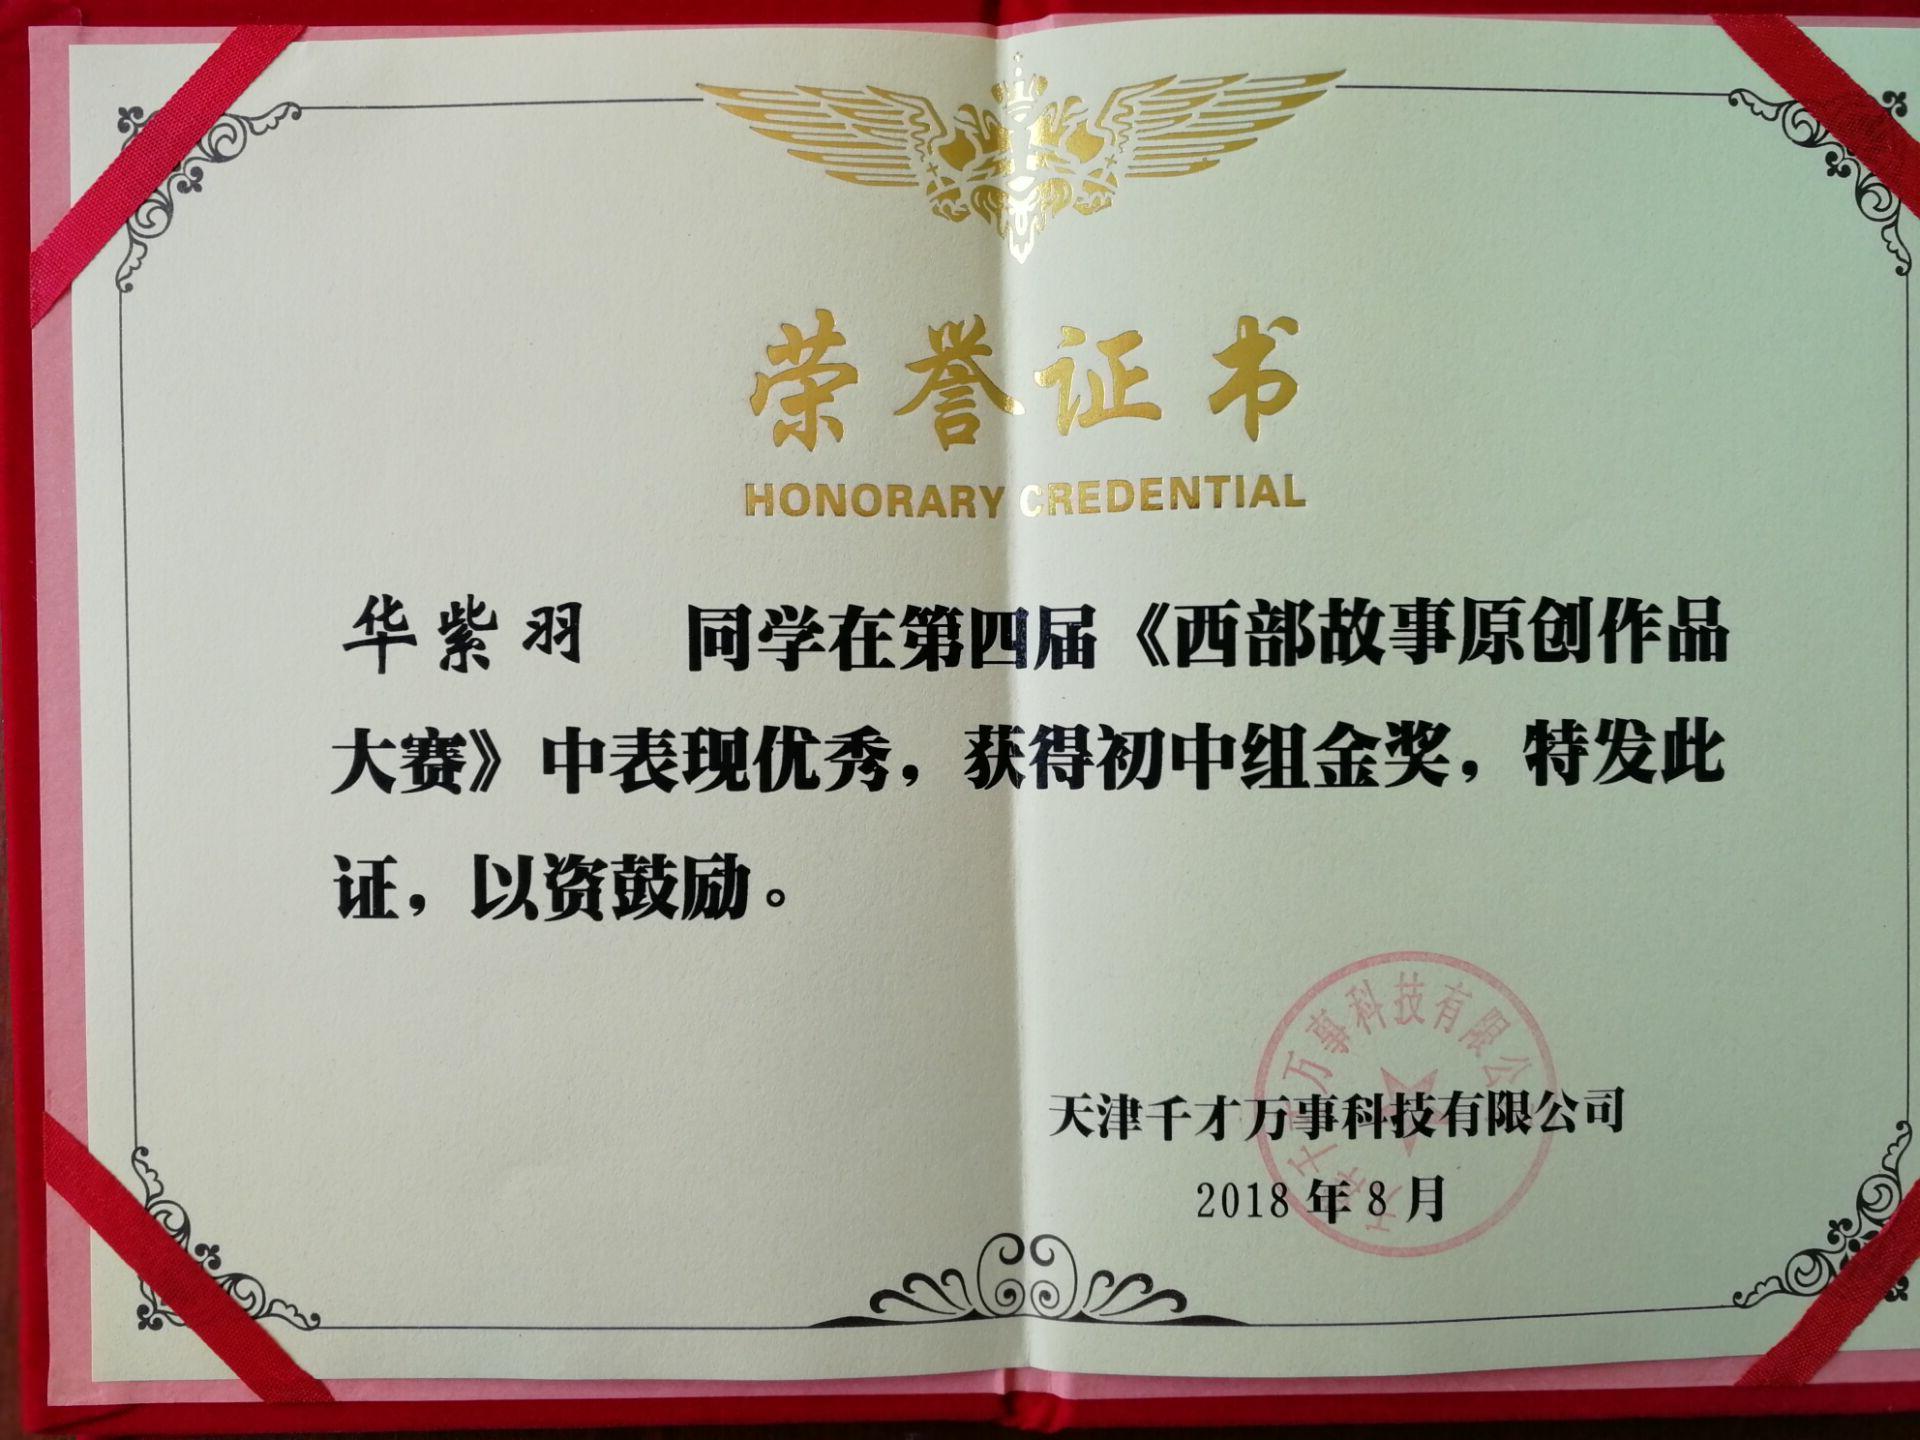 荣誉证书
HONORARY CREDENTIAL
华紫羽 同学在第四届《西部故事原创作品
大赛》中表现优秀，获得初中组金奖，特发此
证，以资鼓励。
天津千才万事科技有限公司
2018年8月